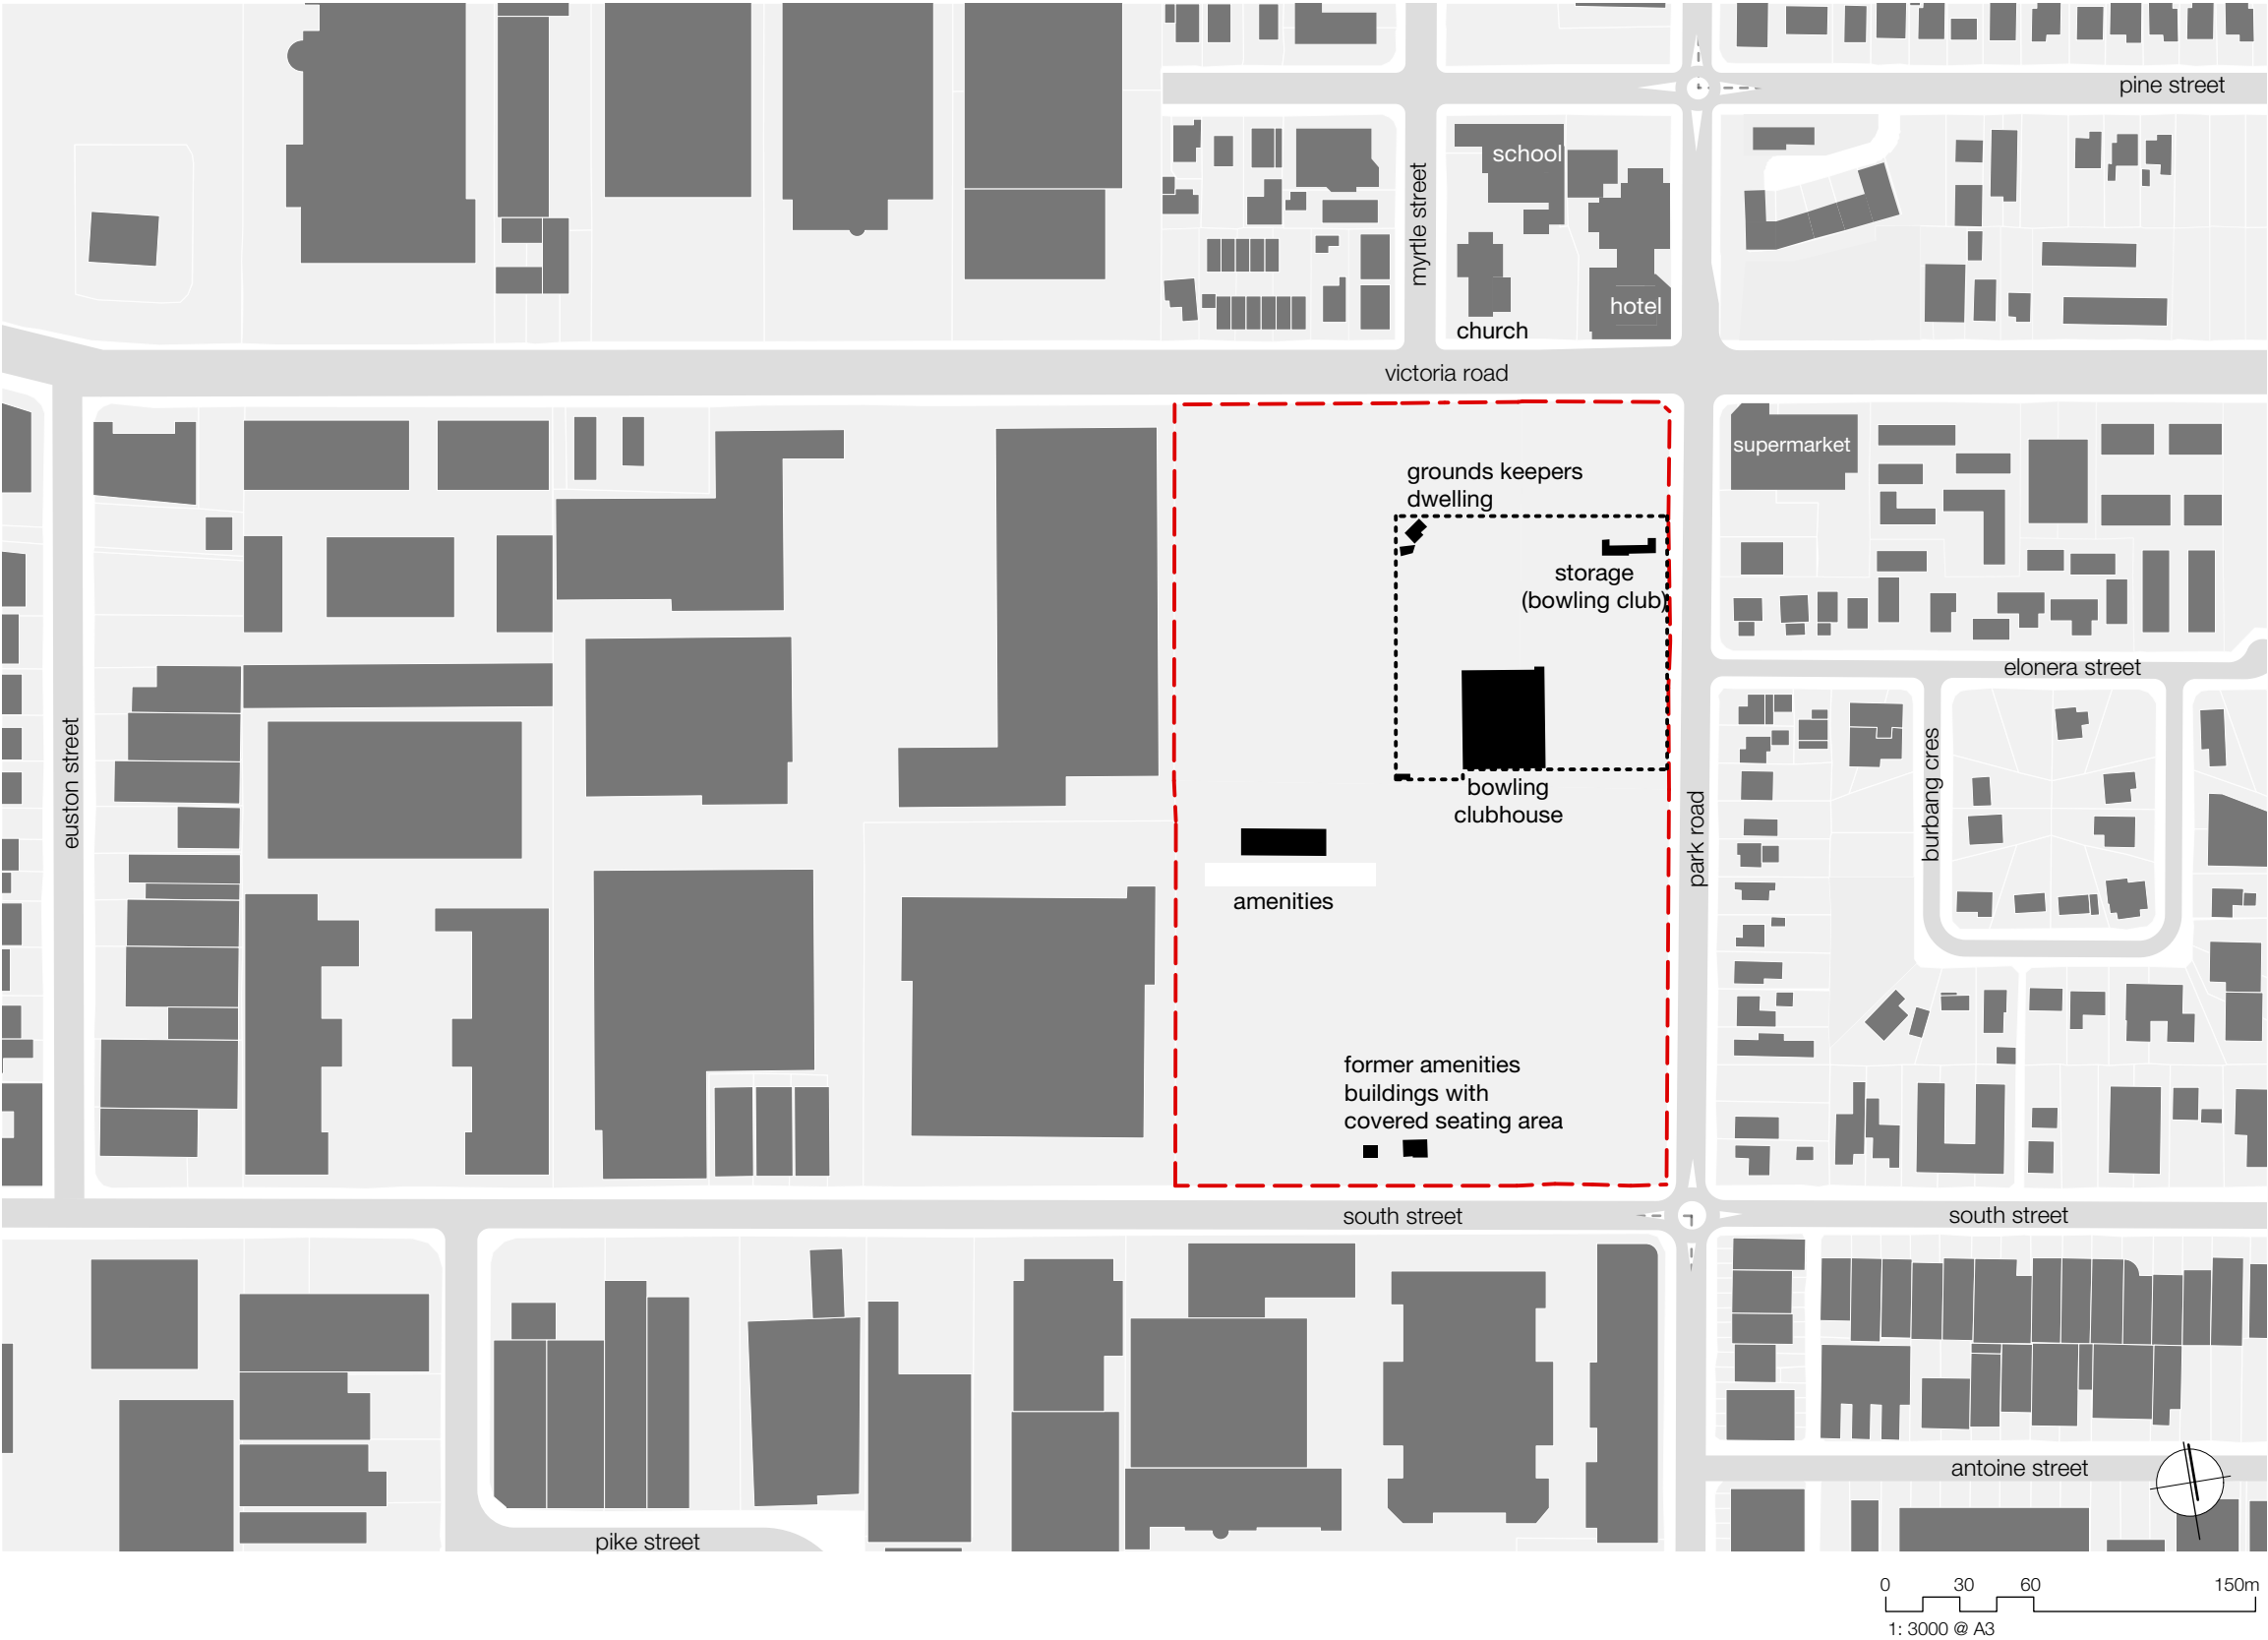 pine street
school
myrtle street
hotel
church
victoria road
supermarket
grounds keepers
dwelling
storage
(bowling club)
elonera street
euston street
bowling
clubhouse
park road
burbang cres
amenities
former amenities
buildings with
covered seating area
south street
south street
antoine street
pike street
0 30 60 150m
1: 3000 @ A3